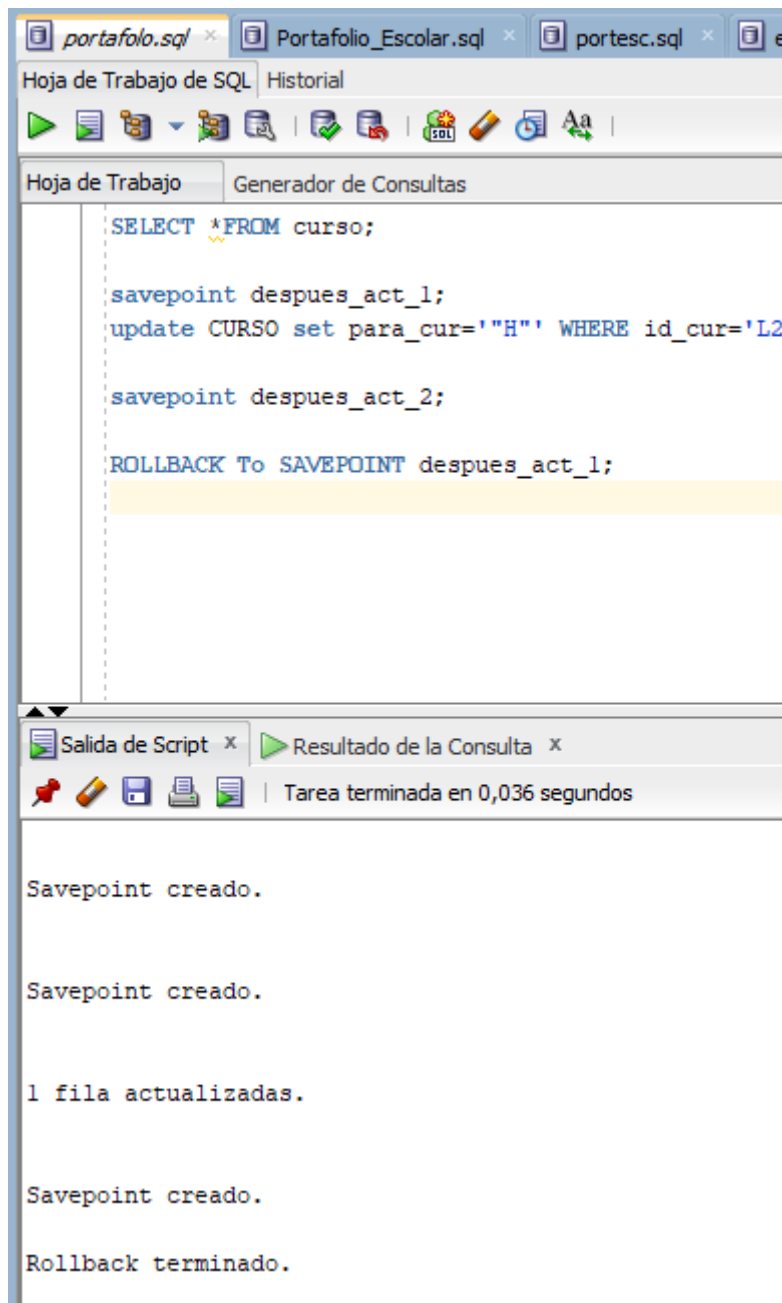 portafolo.sql
Portafolio_Escolar.sql
portesc.sql
e
Hoja de Trabajo de SQL
Historial
Hoja de Trabajo
Generador de Consultas
SELECT *FROM curso;
savepoint despues_act_1;
update CURSO set para_cur='"H"' WHERE id_cur='L2
savepoint despues_act_2;
ROLLBACK To SAVEPOINT despues_act_1;
Salida de Script
Resultado de la Consulta
Tarea terminada en 0,036 segundos
Savepoint creado.
Savepoint creado.
1 fila actualizadas.
Savepoint creado.
Rollback terminado.